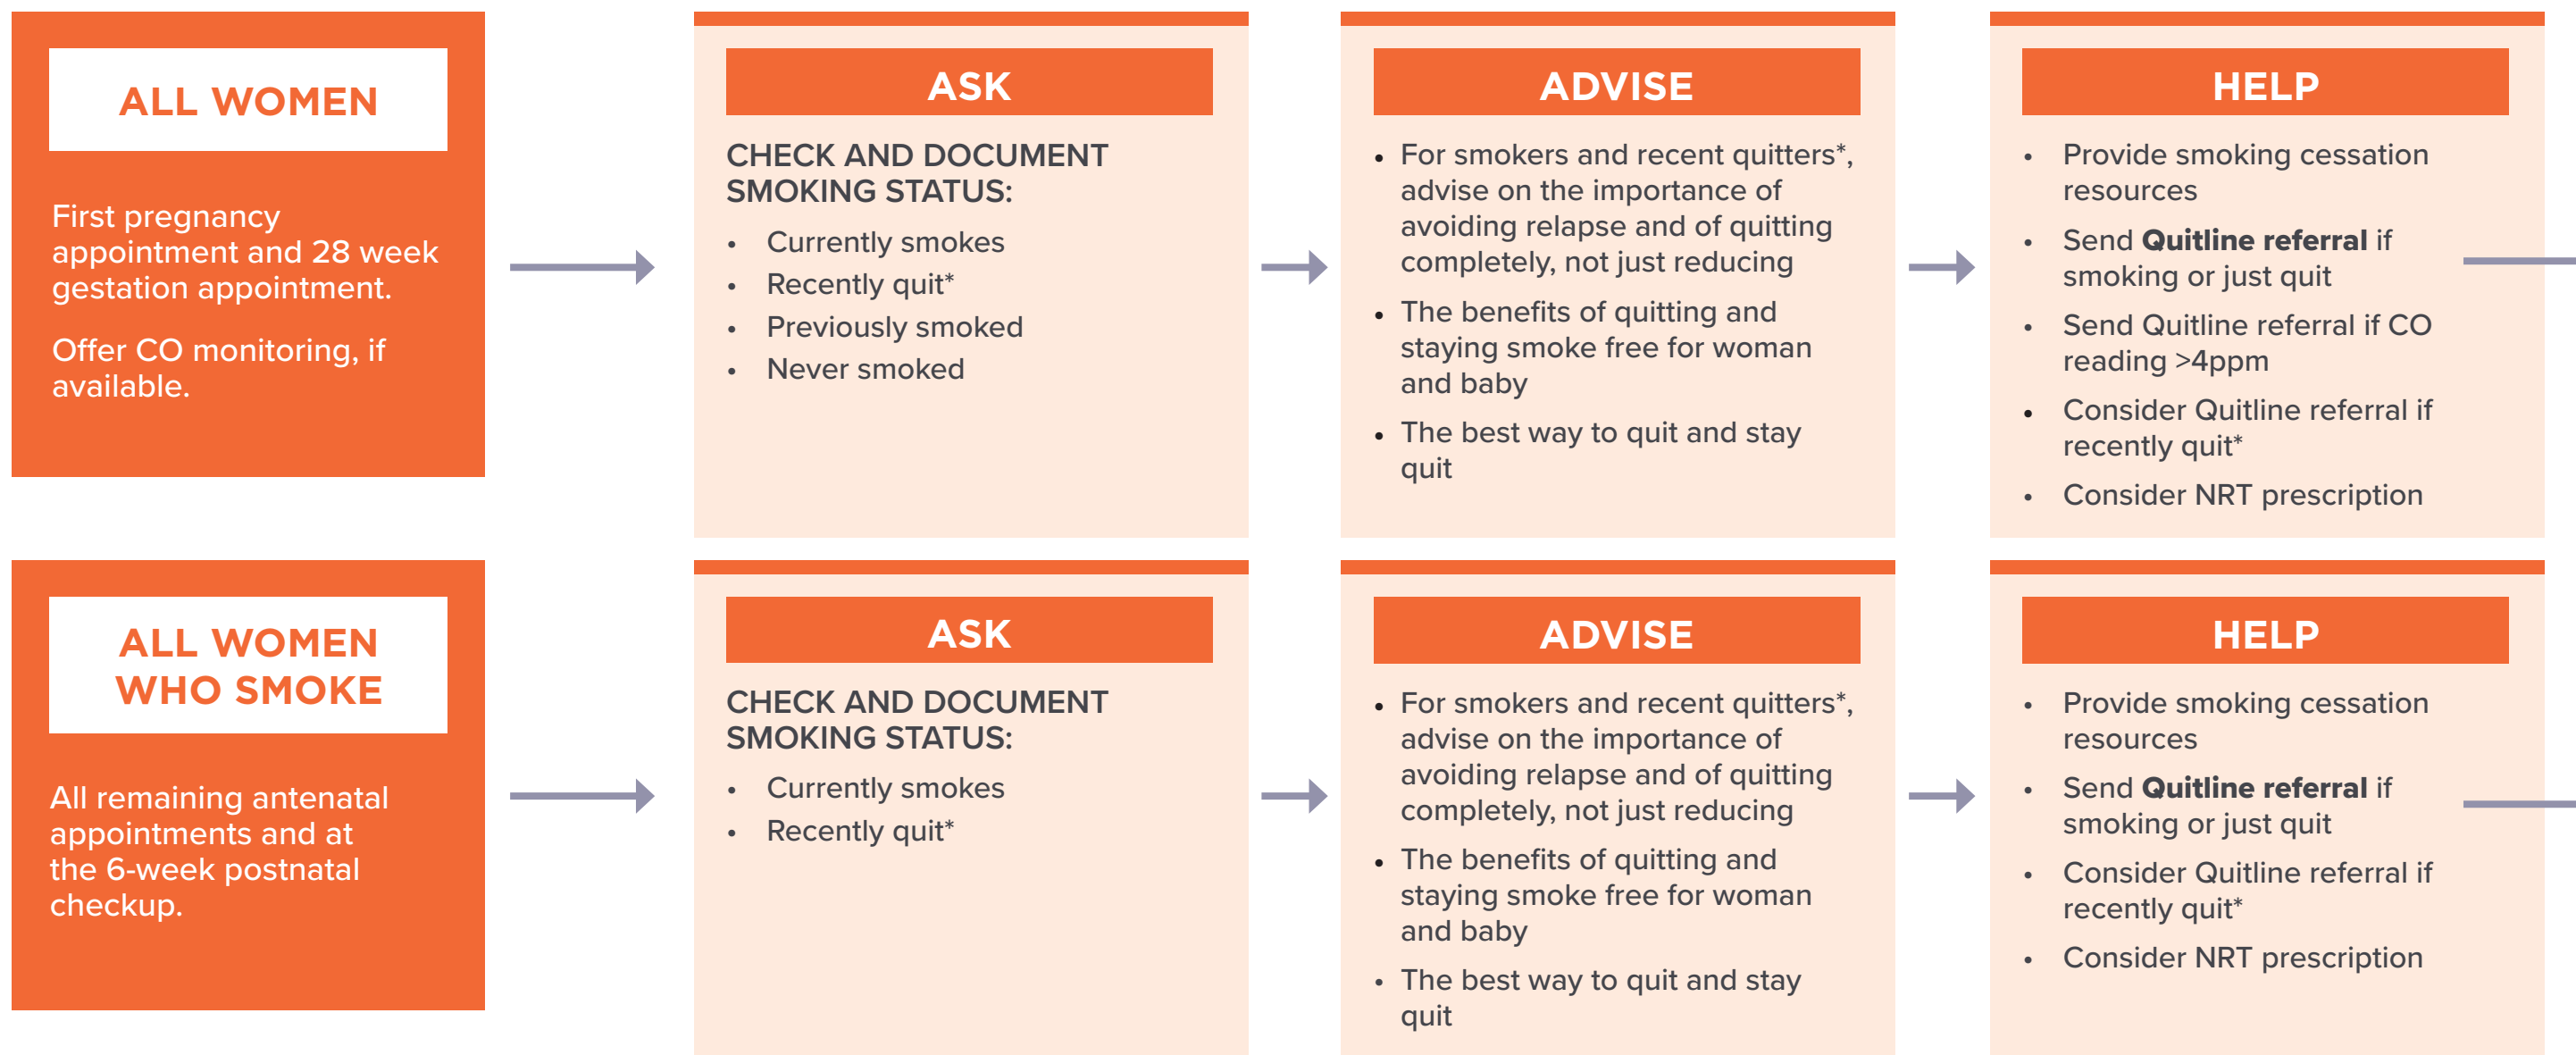 ALL WOMEN
First pregnancy
appointment and 28 week
gestation appointment.
Offer CO monitoring, if
available.
ASK
CHECK AND DOCUMENT
SMOKING STATUS:
• Currently smokes
• Recently quit*
• Previously smoked
• Never smoked
ADVISE
• For smokers and recent quitters*,
advise on the importance of
avoiding relapse and of quitting
completely, not just reducing
• The benefits of quitting and
staying smoke free for woman
and baby
• The best way to quit and stay
quit
HELP
• Provide smoking cessation
resources
• Send Quitline referral if
smoking or just quit
• Send Quitline referral if CO
reading >4ppm
• Consider Quitline referral if
recently quit*
• Consider NRT prescription
ALL WOMEN
WHO SMOKE
All remaining antenatal
appointments and at
the 6-week postnatal
checkup.
ASK
CHECK AND DOCUMENT
SMOKING STATUS:
• Currently smokes
• Recently quit*
ADVISE
• For smokers and recent quitters*,
advise on the importance of
avoiding relapse and of quitting
completely, not just reducing
• The benefits of quitting and
staying smoke free for woman
and baby
• The best way to quit and stay
quit
HELP
• Provide smoking cessation
resources
• Send Quitline referral if
smoking or just quit
• Consider Quitline referral if
recently quit*
• Consider NRT prescription